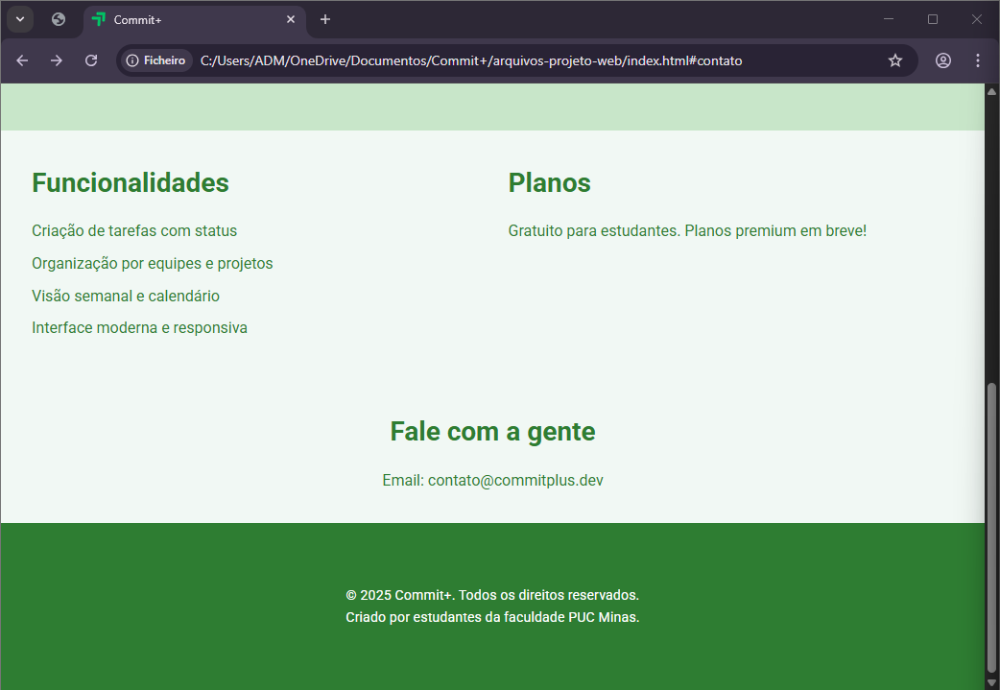 Commit+
Ficheiro
C:/Users/ADM/OneDrive/Documentos/Commit+/arquivos-projeto-web/index.html#contato
Funcionalidades
Criação de tarefas com status
Organização por equipes e projetos
Visão semanal e calendário
Interface moderna e responsiva
Planos
Gratuito para estudantes. Planos premium em breve!
Fale com a gente
Email: contato@commitplus.dev
© 2025 Commit+. Todos os direitos reservados.
Criado por estudantes da faculdade PUC Minas.